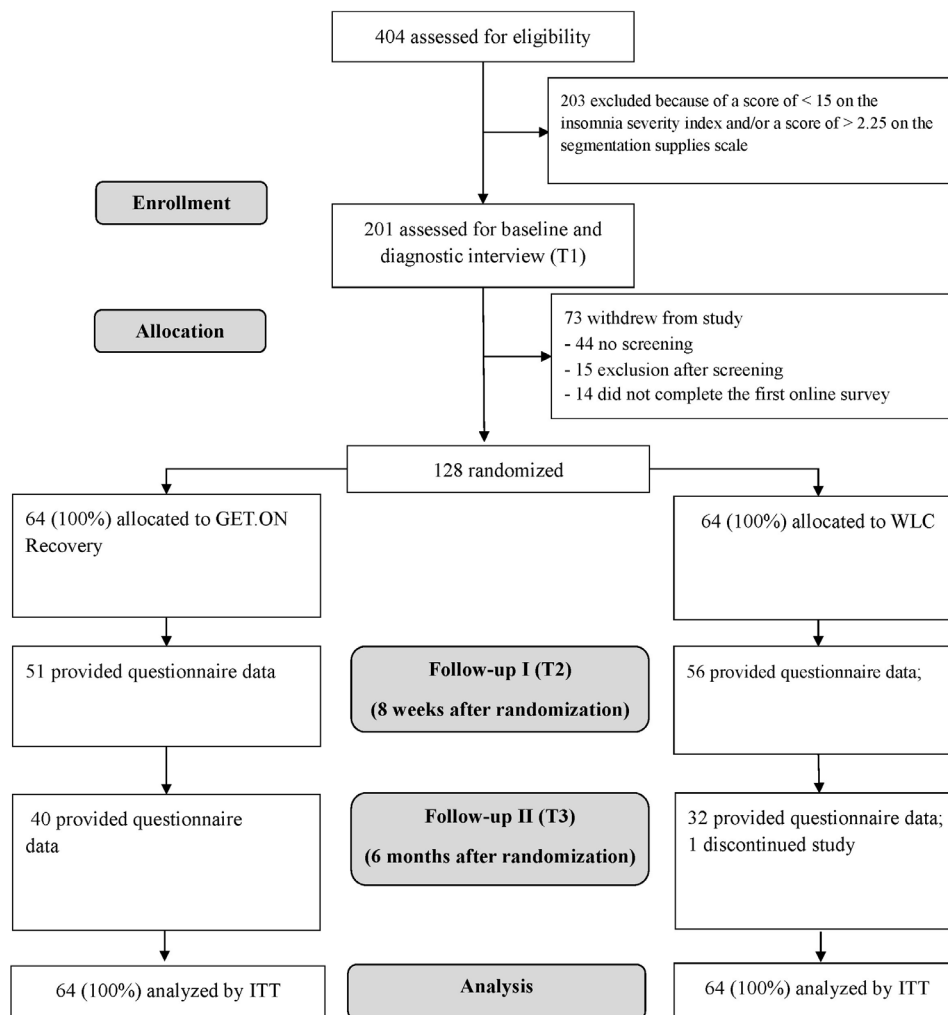 404 assessed for eligibility
203 excluded because of a score of < 15 on the
insomnia severity index and/or a score of > 2.25 on the
segmentation supplies scale
Enrollment
201 assessed for baseline and
diagnostic interview (T1)
Allocation
73 withdrew from study
- 44 no screening
- 15 exclusion after screening
- 14 did not complete the first online survey
128 randomized
64 (100%) allocated to GET.ON
Recovery
64 (100%) allocated to WLC
51 provided questionnaire data
Follow-up I (T2)
(8 weeks after randomization)
56 provided questionnaire data;
40 provided questionnaire
data
Follow-up II (T3)
(6 months after randomization)
32 provided questionnaire data;
1 discontinued study
64 (100%) analyzed by ITT
Analysis
64 (100%) analyzed by ITT